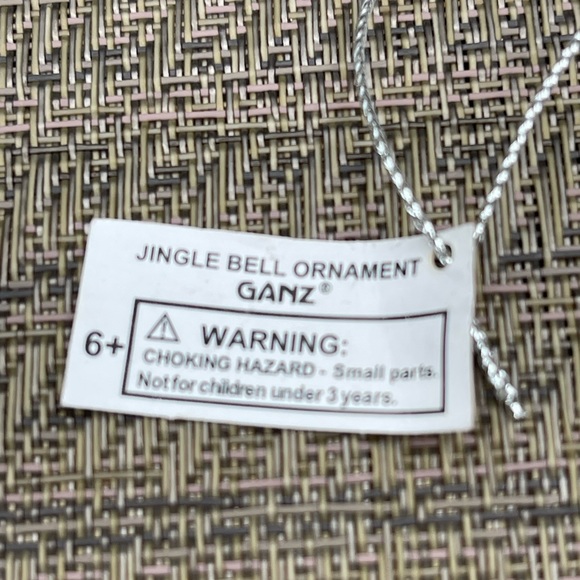 JINGLE BELL ORNAMENT
GANZ®
6+
⚠ WARNING:
CHOKING HAZARD - Small parts.
Not for children under 3 years.